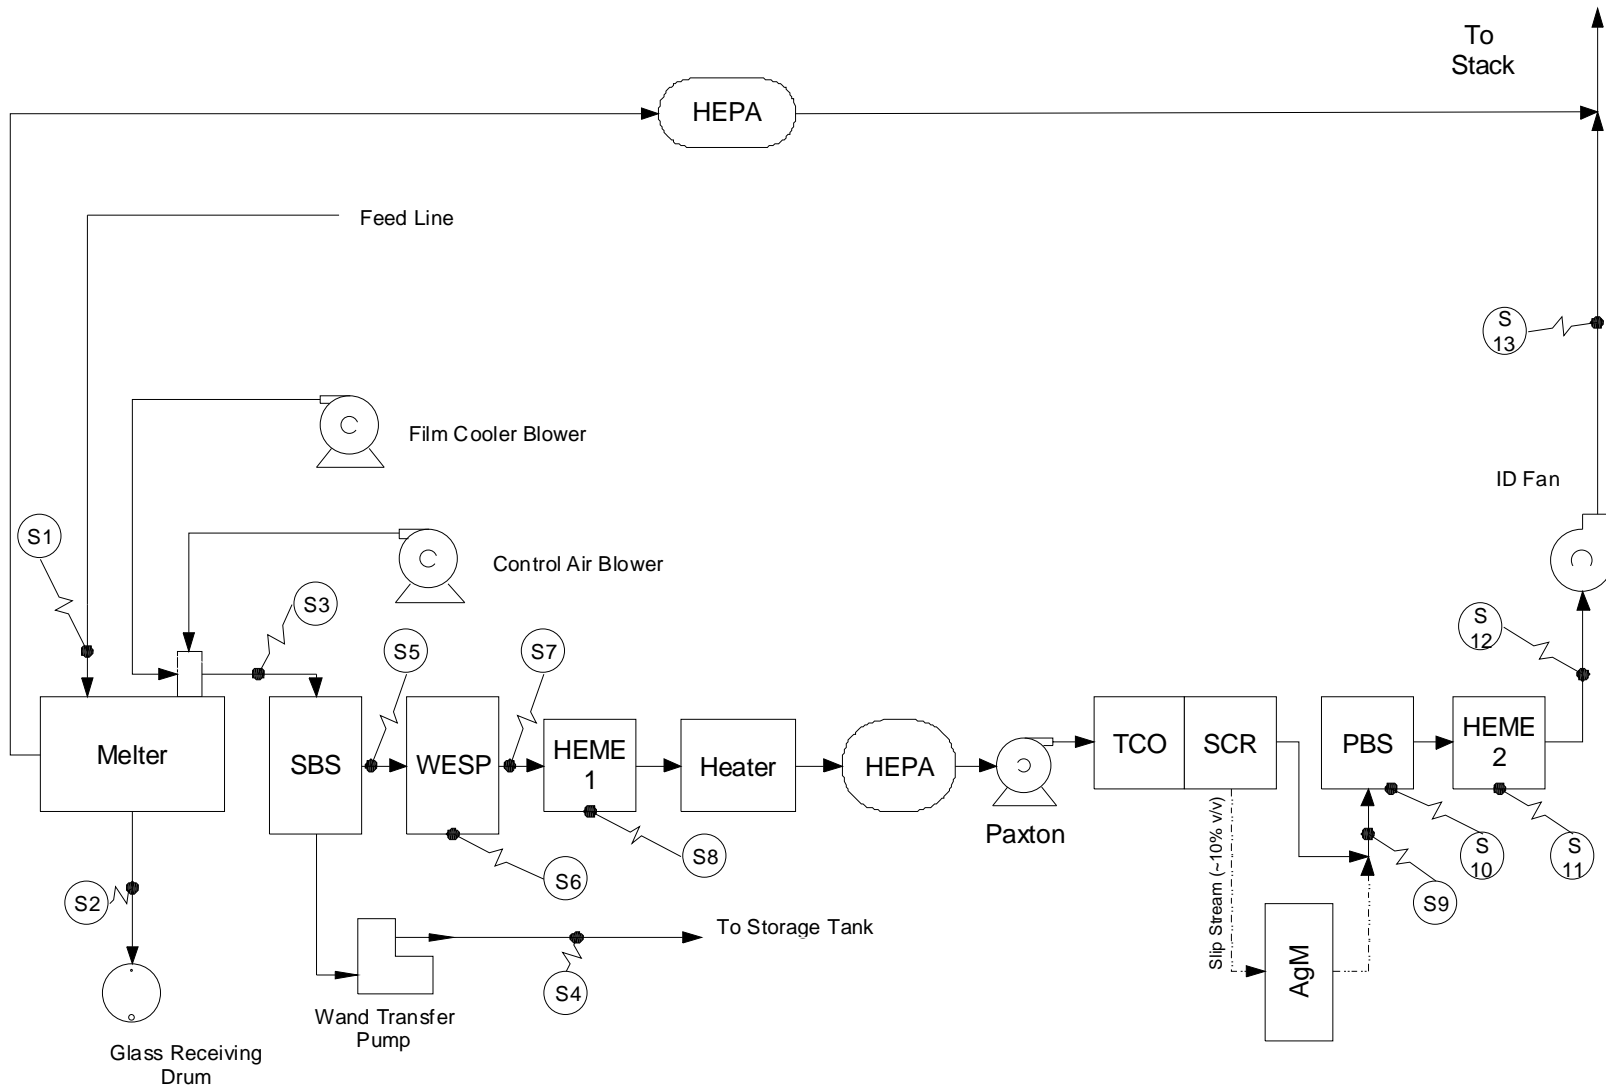 To
Stack
HEPA
Feed Line
S
13
Film Cooler Blower
ID Fan
S1
Control Air Blower
S3
S
12
S5
S7
Melter
SBS
WESP
HEME
1
Heater
HEPA
Paxton
TCO
SCR
PBS
HEME
2
S8
S6
S
10
S
11
S2
S9
Slip Stream (~10% v/v)
To Storage Tank
AgM
S4
Wand Transfer
Pump
Glass Receiving
Drum